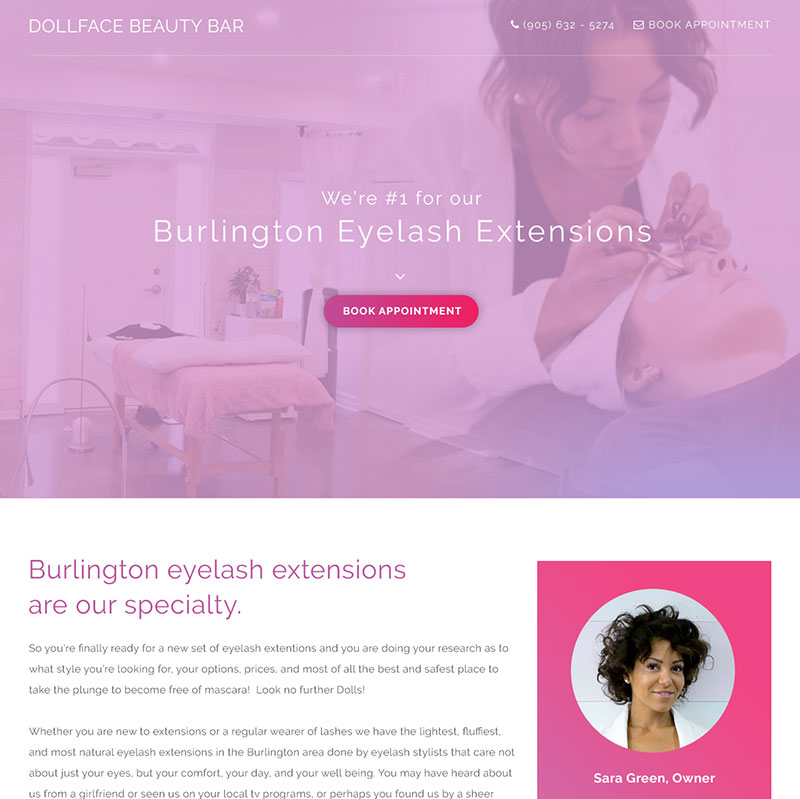 DOLLFACE BEAUTY BAR
(905) 632 - 5274 BOOK APPOINTMENT
We're #1 for our
Burlington Eyelash Extensions
BOOK APPOINTMENT
Burlington eyelash extensions
are our specialty.
So you're finally ready for a new set of eyelash extentions and you are doing your research as to
what style you're looking for, your options, prices, and most of all the best and safest place to
take the plunge to become free of mascara! Look no further Dolls!
Whether you are new to extensions or a regular wearer of lashes we have the lightest, fluffiest,
and most natural eyelash extensions in the Burlington area done by eyelash stylists that care not
about just your eyes, but your comfort, your day, and your well being. You may have heard about
us from a girlfriend or seen us on your local tv programs, or perhaps you found us by a sheer
Sara Green, Owner